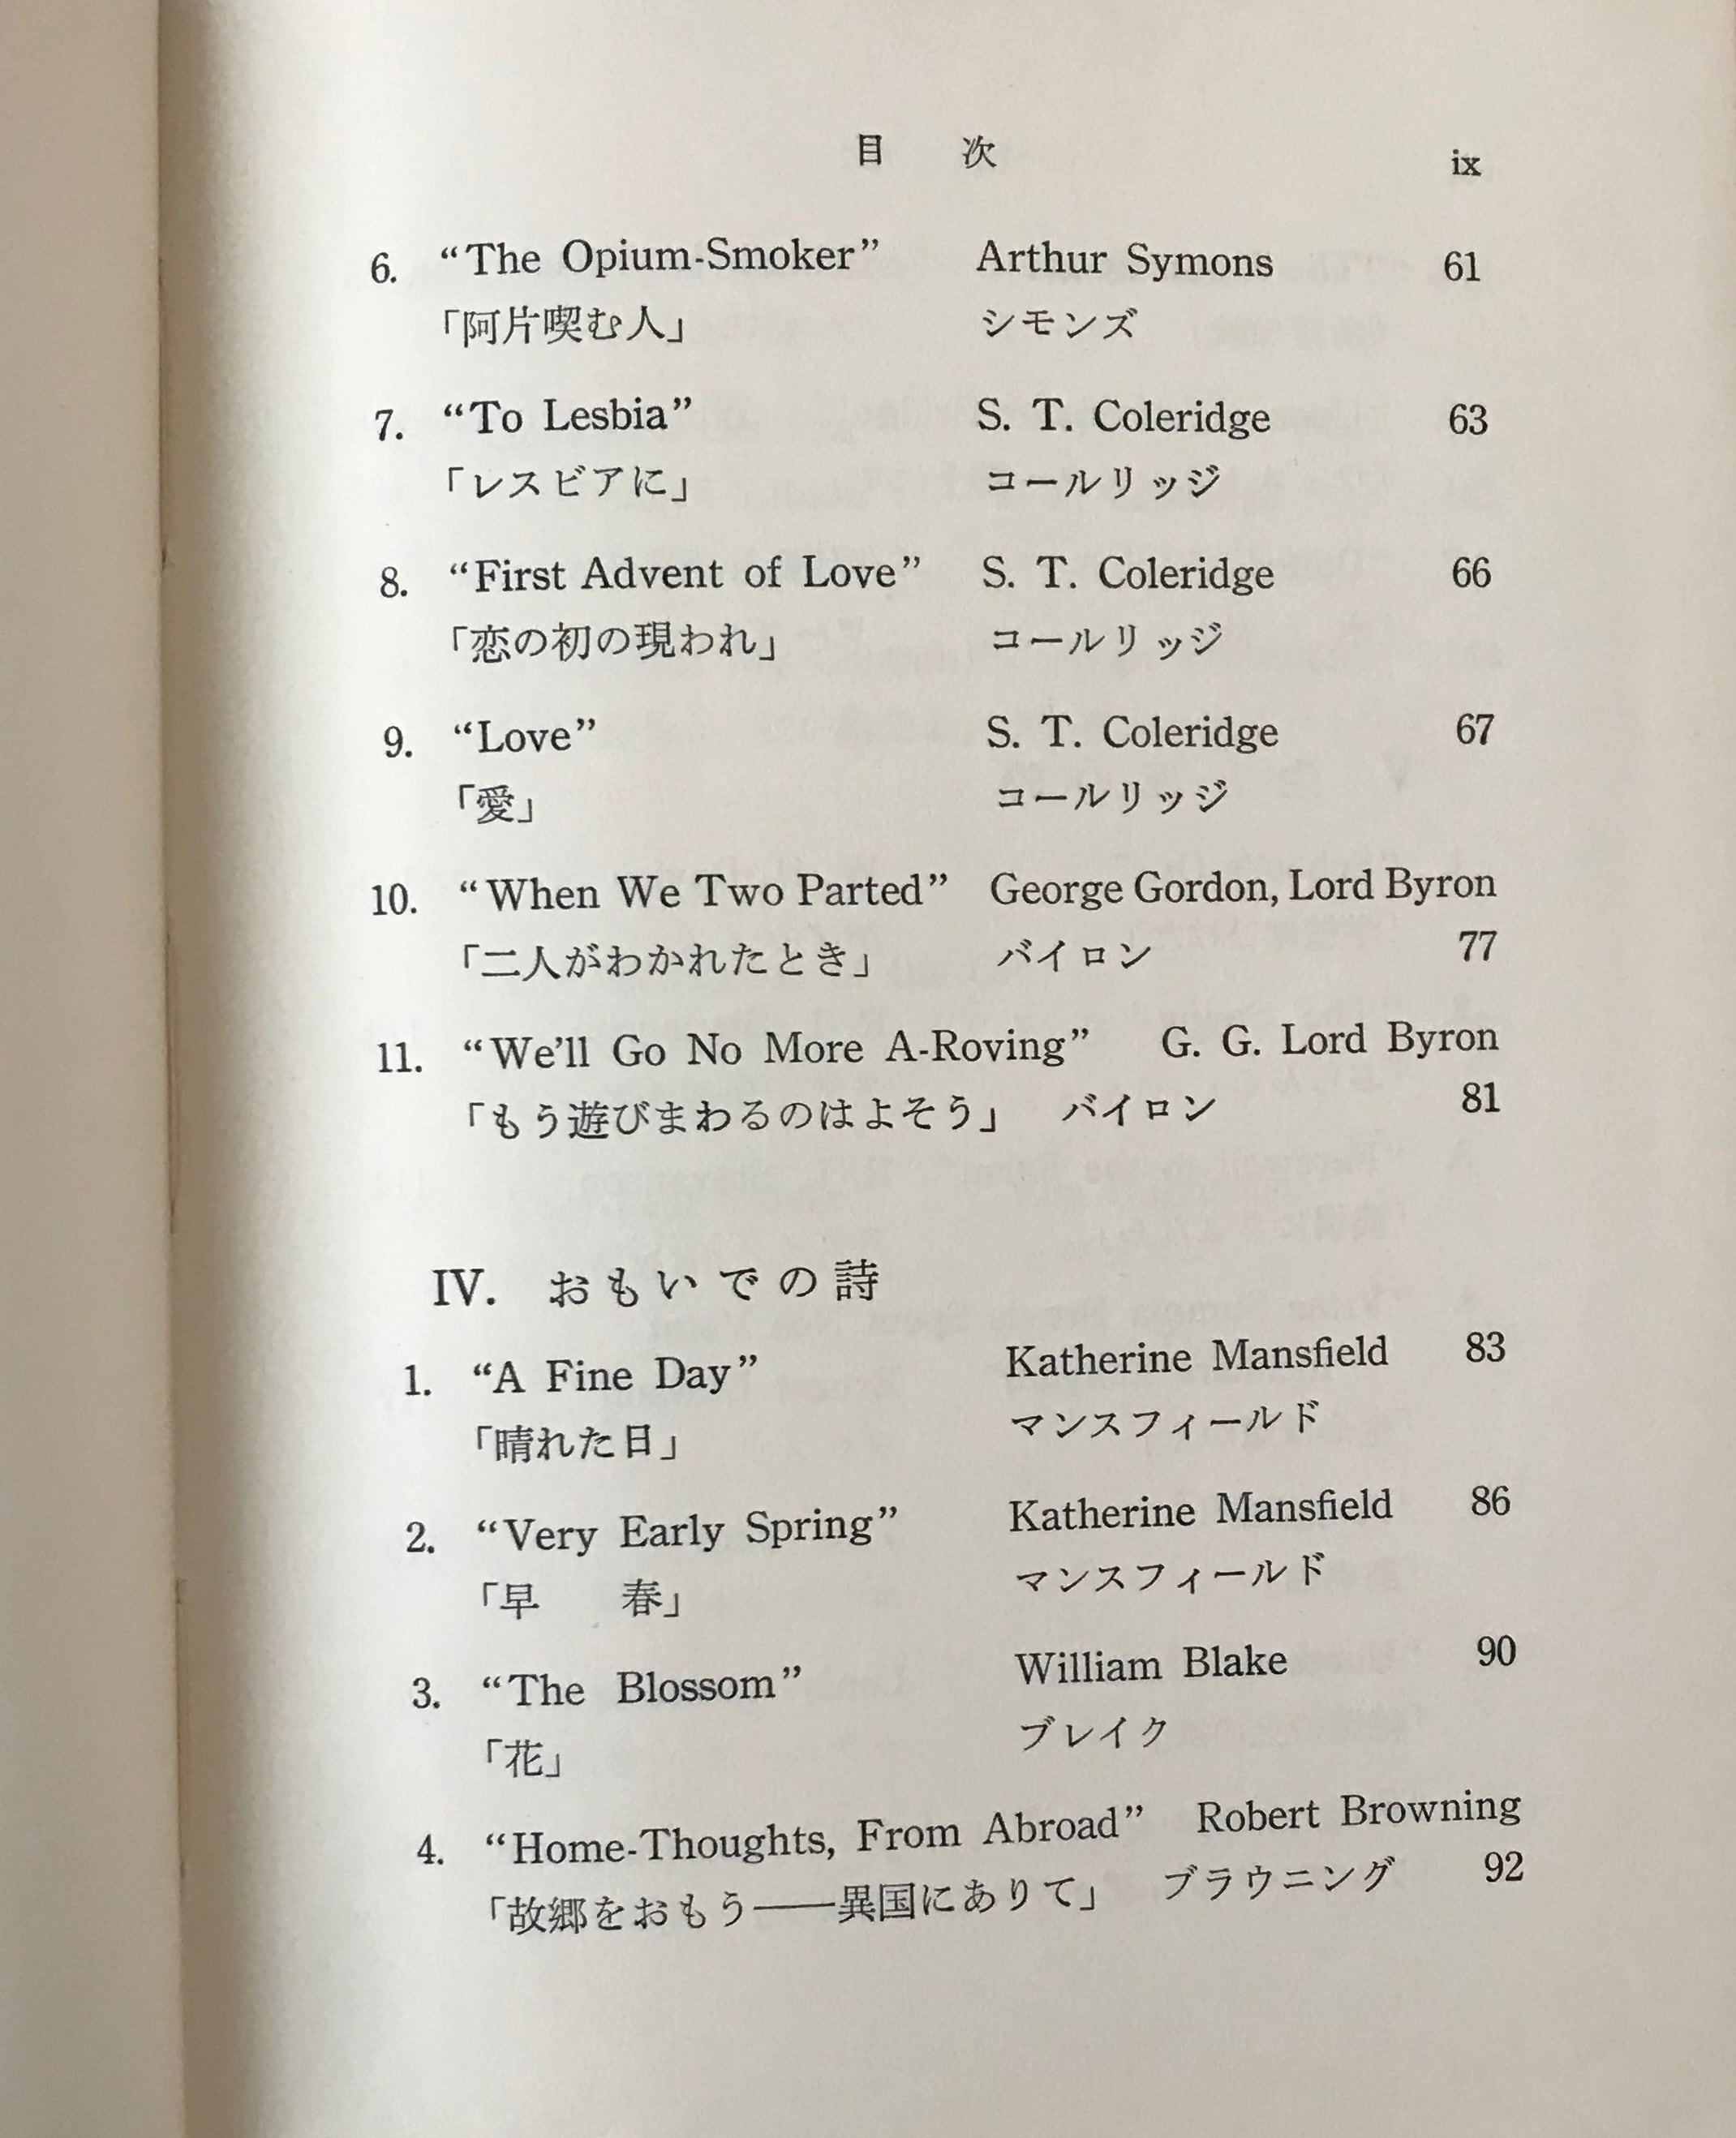 目 次 ix
6. “The Opium-Smoker” Arthur Symons 61
「阿片喫む人」 シモンズ
7. “To Lesbia” S. T. Coleridge 63
「レスビアに」 コールリッジ
8. “First Advent of Love” S. T. Coleridge 66
「恋の初の現われ」 コールリッジ
9. “Love” S. T. Coleridge 67
「愛」 コールリッジ
10. “When We Two Parted” George Gordon, Lord Byron
「二人がわかれたとき」 バイロン 77
11. “We’ll Go No More A-Roving” G. G. Lord Byron
「もう遊びまわるのはよそう」 バイロン 81
IV. おもいでの詩
1. “A Fine Day” Katherine Mansfield 83
「晴れた日」 マンスフィールド
2. “Very Early Spring” Katherine Mansfield 86
「早 春」 マンスフィールド
3. “The Blossom” William Blake 90
「花」 ブレイク
4. “Home-Thoughts, From Abroad” Robert Browning
「故郷をおもう――異国にありて」 ブラウニング 92